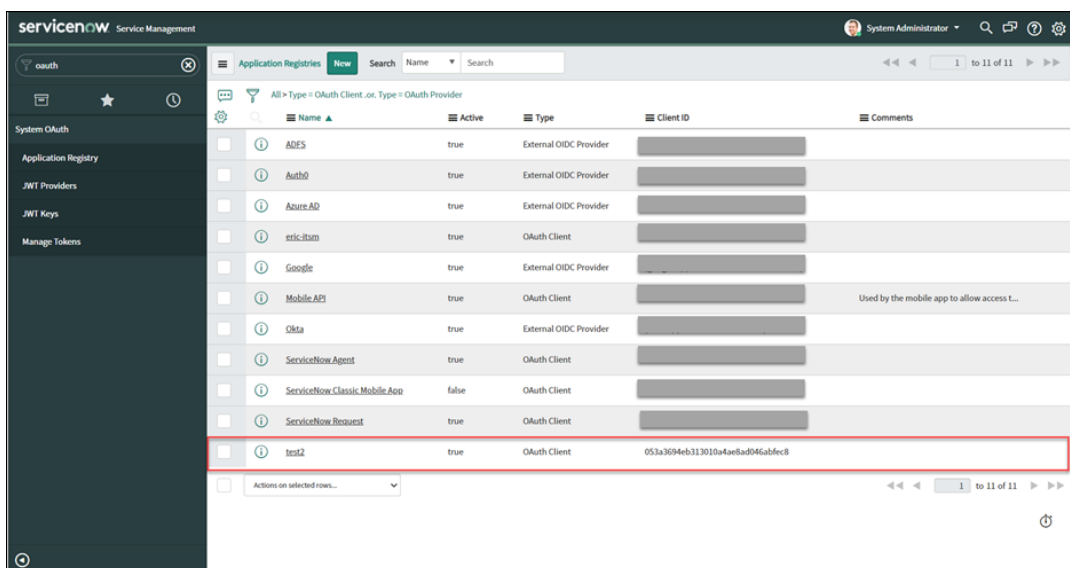 servicenow Service Management
System Administrator
oauth
Application Registries New Search Name Search 1 to 11 of 11
All > Type = OAuth Client .or. Type = OAuth Provider
Name Active Type Client ID Comments
System OAuth
Application Registry
JWT Providers
JWT Keys
Manage Tokens
ADFS true External OIDC Provider
Auth0 true External OIDC Provider
Azure AD true External OIDC Provider
eric-itsm true OAuth Client
Google true External OIDC Provider
Mobile API true OAuth Client Used by the mobile app to allow access t...
Okta true External OIDC Provider
ServiceNow Agent true OAuth Client
ServiceNow Classic Mobile App false OAuth Client
ServiceNow Request true OAuth Client
test2 true OAuth Client 053a3694eb313010a4ae8ad046abfec8
Actions on selected rows... 1 to 11 of 11